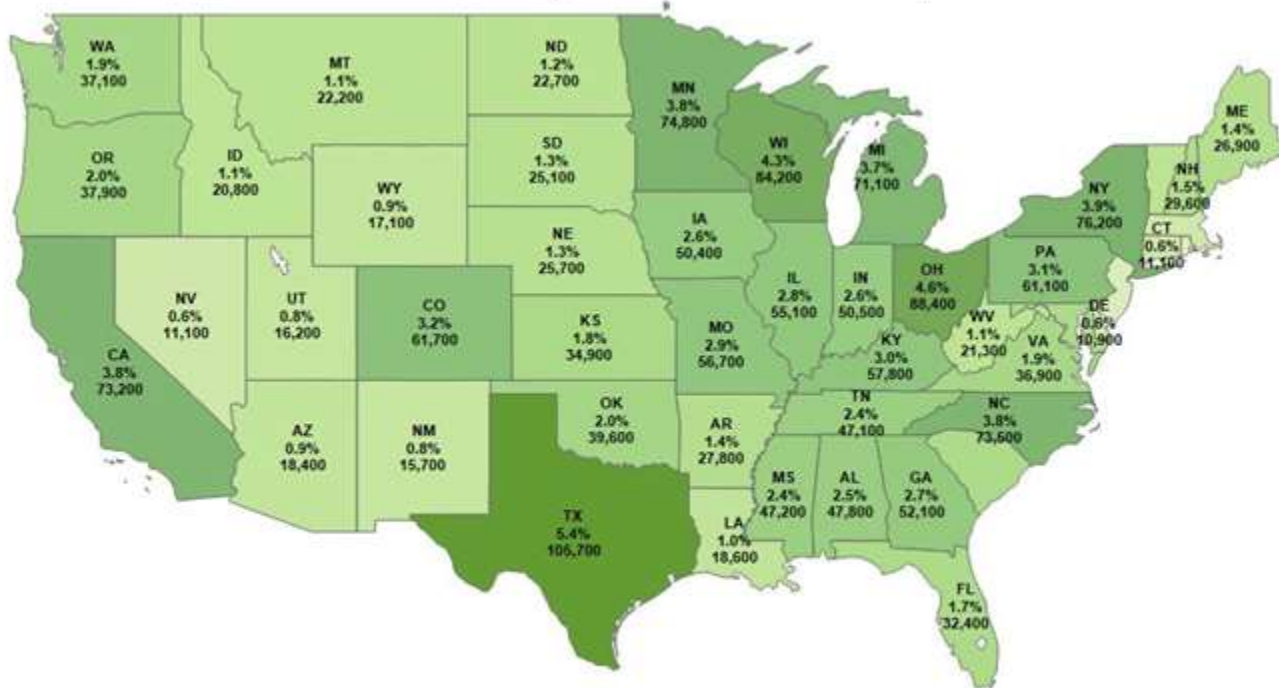 WA
1.9%
37,100
MT
1.1%
22,200
ND
1.2%
22,700
MN
3.8%
74,800
ME
1.4%
26,900
OR
2.0%
37,900
ID
1.1%
20,800
SD
1.3%
25,100
WI
4.3%
84,200
MI
3.7%
71,100
NH
1.5%
29,600
WY
0.9%
17,100
NY
3.9%
76,200
IA
2.6%
50,400
CT
0.6%
11,100
NE
1.3%
25,700
PA
3.1%
61,100
NV
0.6%
11,100
UT
0.8%
16,200
CO
3.2%
61,700
IL
2.8%
55,100
IN
2.6%
50,500
OH
4.6%
88,400
DE
0.6%
10,900
KS
1.8%
34,900
MO
2.9%
56,700
WV
1.1%
21,300
VA
1.9%
36,900
CA
3.8%
73,200
KY
3.0%
57,800
TN
2.4%
47,100
NC
3.8%
73,600
AZ
0.9%
18,400
NM
0.8%
15,700
OK
2.0%
39,600
AR
1.4%
27,800
MS
2.4%
47,200
AL
2.5%
47,800
GA
2.7%
52,100
TX
5.4%
105,700
LA
1.0%
18,600
FL
1.7%
32,400